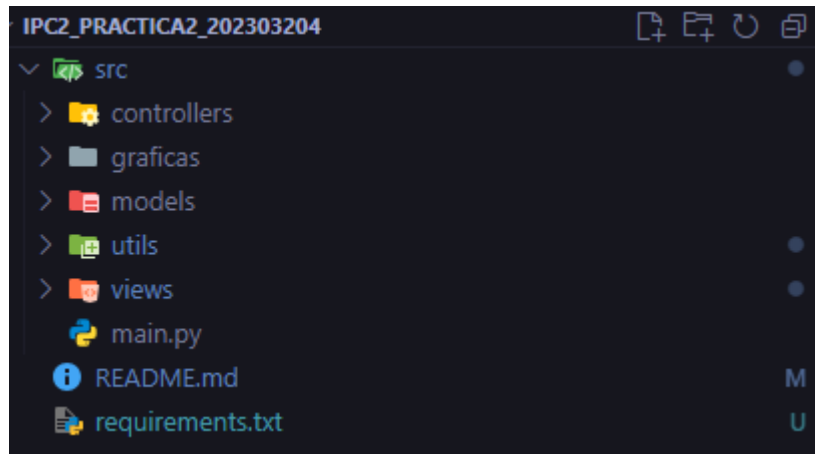 IPC2_PRACTICA2_202303204
src
controllers
graficas
models
utils
views
main.py
README.md M
requirements.txt U